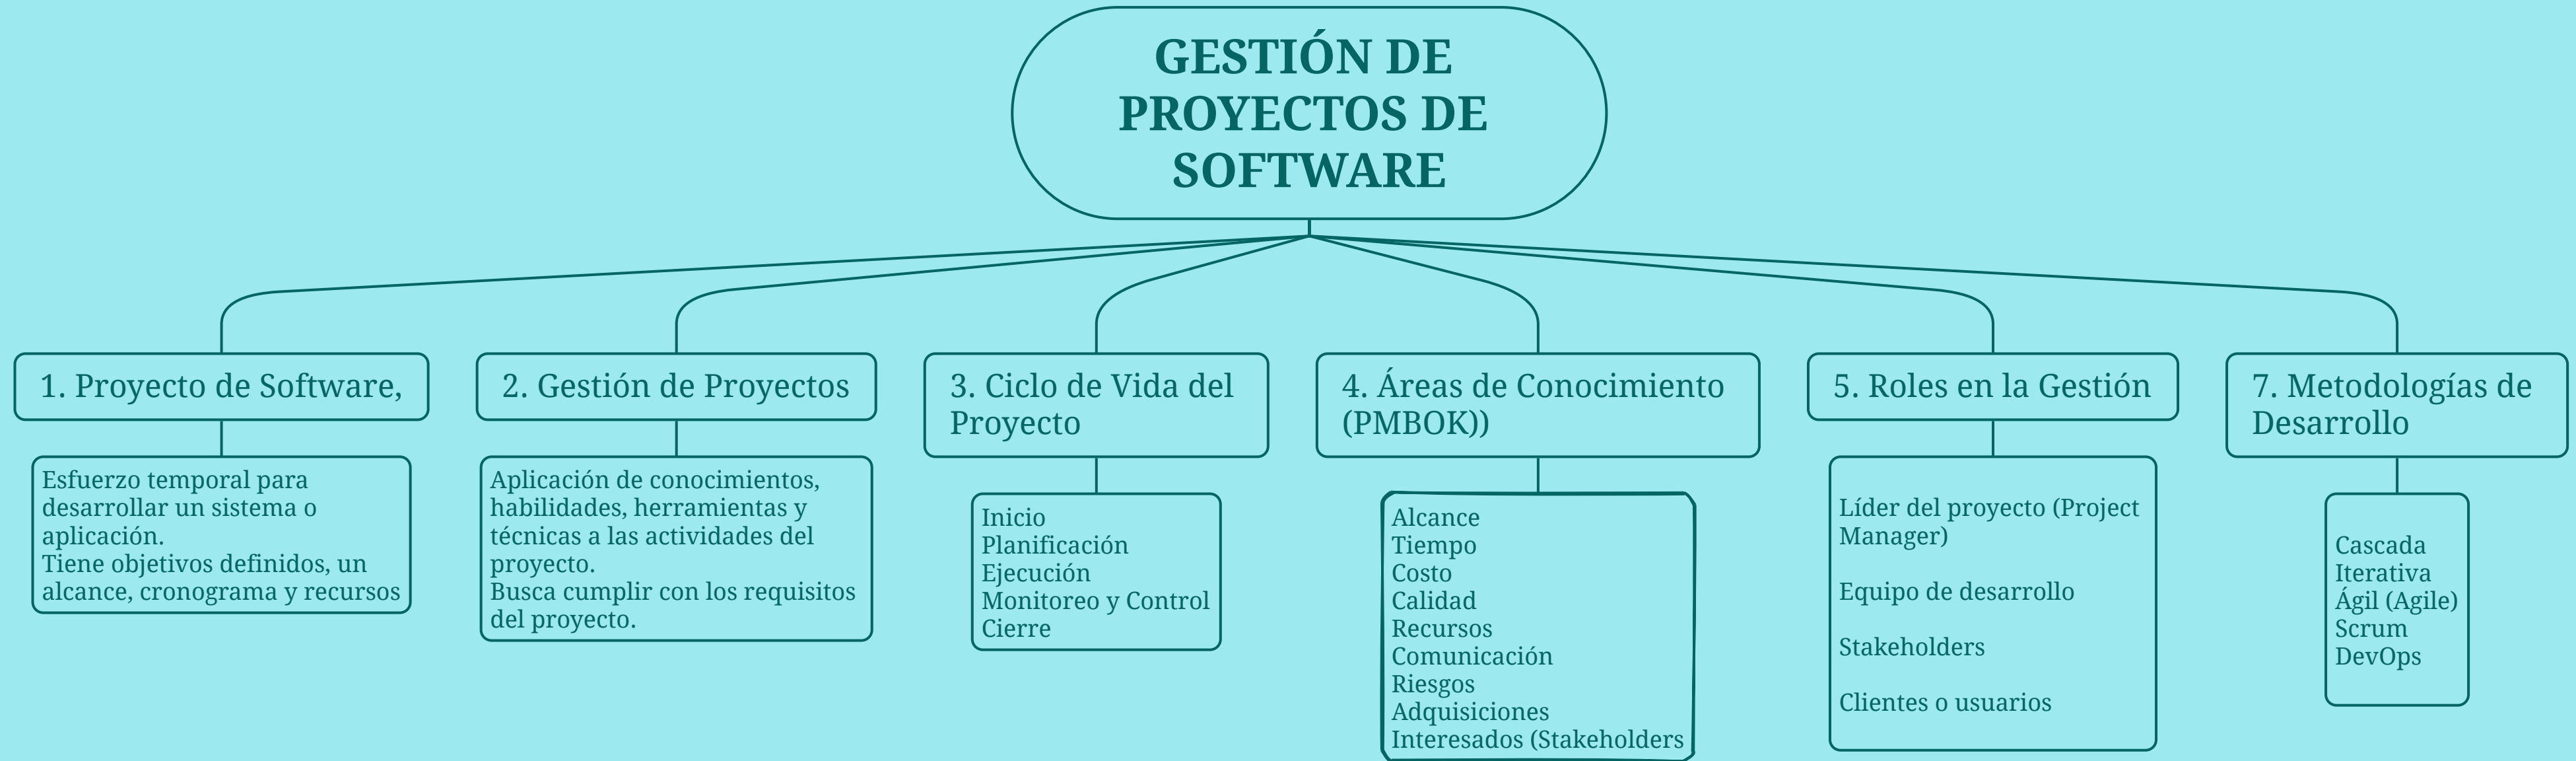 GESTIÓN DE
PROYECTOS DE
SOFTWARE
1. Proyecto de Software,
Esfuerzo temporal para
desarrollar un sistema o
aplicación.
Tiene objetivos definidos, un
alcance, cronograma y recursos
2. Gestión de Proyectos
Aplicación de conocimientos,
habilidades, herramientas y
técnicas a las actividades del
proyecto.
Busca cumplir con los requisitos
del proyecto.
3. Ciclo de Vida del
Proyecto
Inicio
Planificación
Ejecución
Monitoreo y Control
Cierre
4. Áreas de Conocimiento
(PMBOK))
Alcance
Tiempo
Costo
Calidad
Recursos
Comunicación
Riesgos
Adquisiciones
Interesados (Stakeholders
5. Roles en la Gestión
Líder del proyecto (Project
Manager)
Equipo de desarrollo
Stakeholders
Clientes o usuarios
7. Metodologías de
Desarrollo
Cascada
Iterativa
Ágil (Agile)
Scrum
DevOps